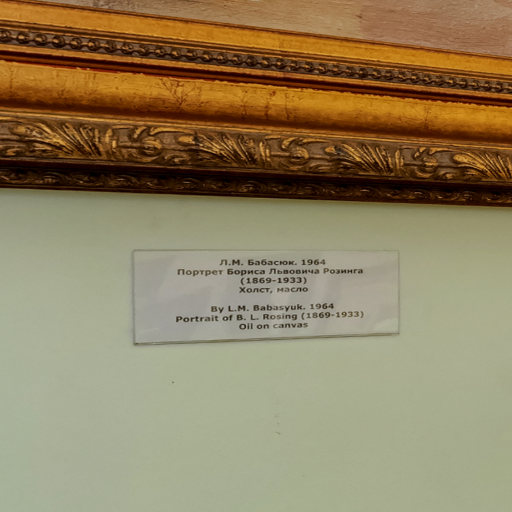 Л.М. Бабасюк. 1964
Портрет Бориса Львовича Розинга
(1869-1933)
Холст, масло
By L.M. Babasyuk. 1964
Portrait of B. L. Rosing (1869-1933)
Oil on canvas